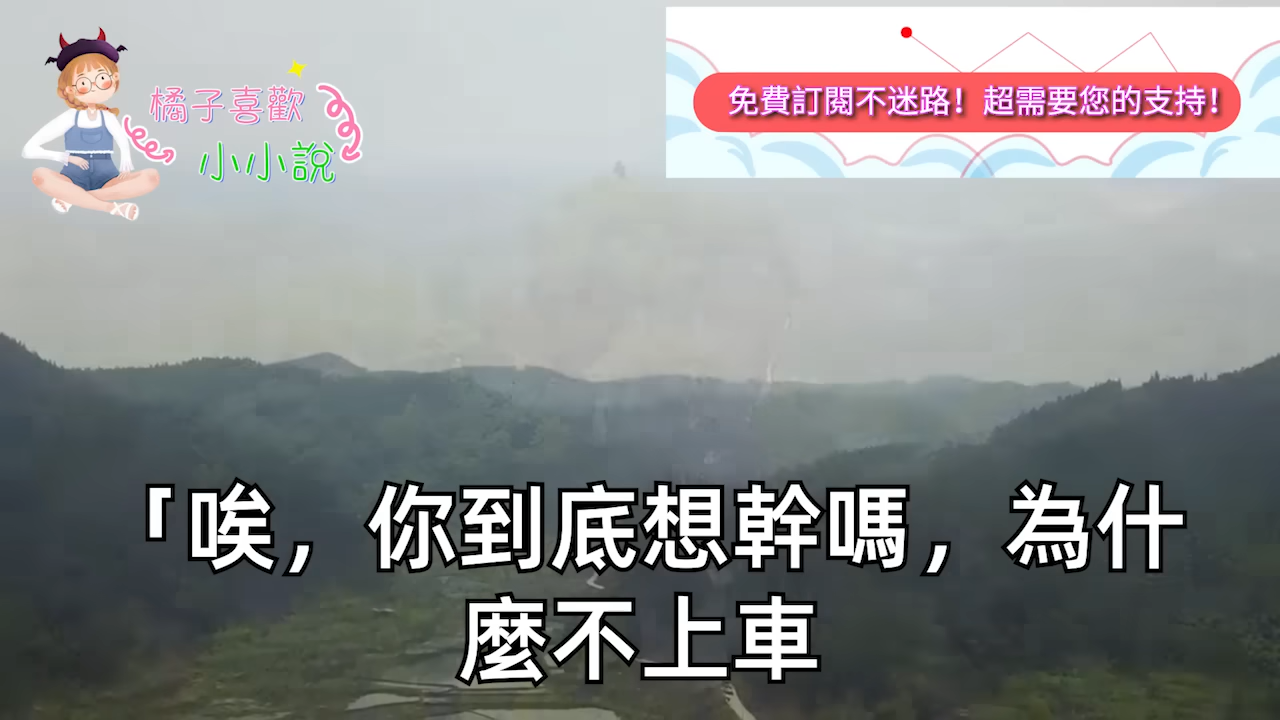 橘子喜歡
小小說
免費訂閱不迷路！超需要您的支持！
「唉，你到底想幹嗎，為什
麼不上車